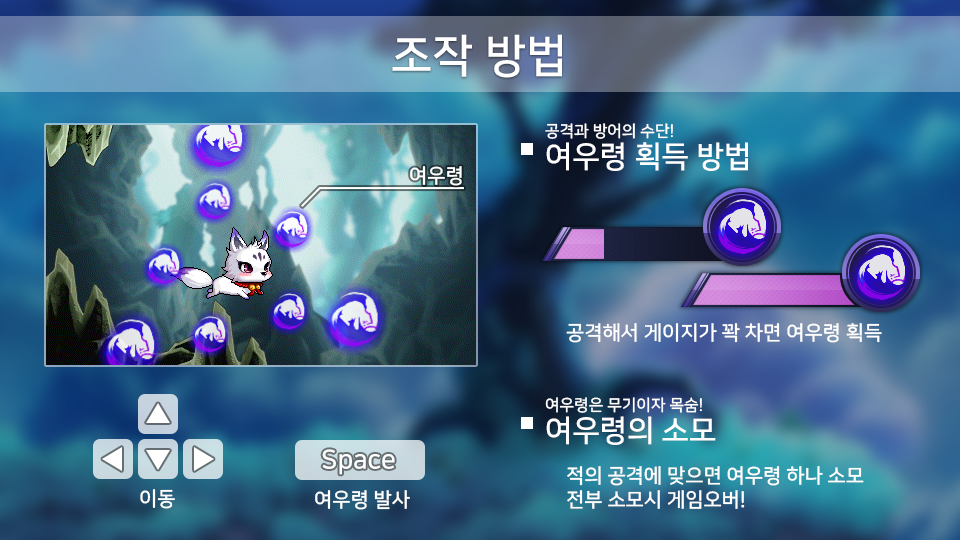 조작 방법
여우령
공격과 방어의 수단!
여우령 획득 방법
공격해서 게이지가 꽉 차면 여우령 획득
이동
Space
여우령 발사
여우령은 무기이자 목숨!
여우령의 소모
적의 공격에 맞으면 여우령 하나 소모
전부 소모시 게임오버!